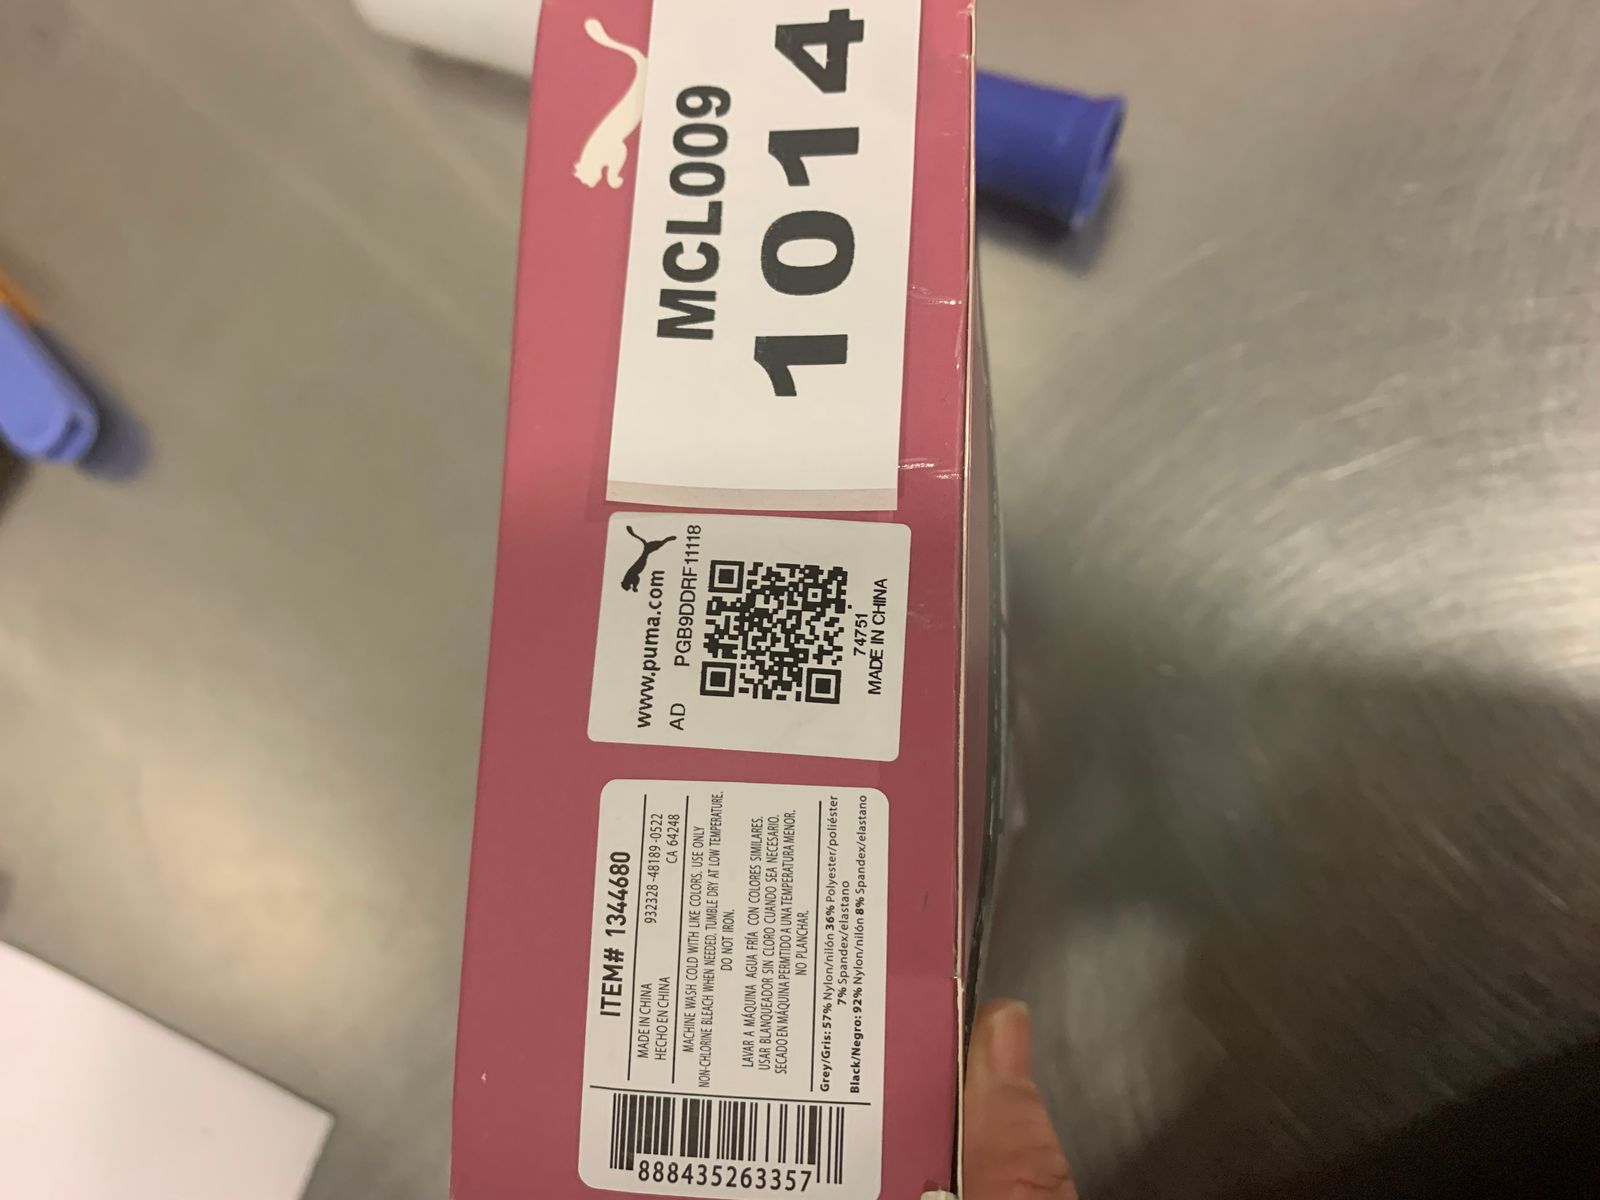 MCL009
1014
www.puma.com
AD PGB9DDRF11118
74751
MADE IN CHINA
ITEM# 1344680
MADE IN CHINA 932328-48189-0522
HECHO EN CHINA CA 64248
MACHINE WASH COLD WITH LIKE COLORS. USE ONLY
NON-CHLORINE BLEACH WHEN NEEDED. TUMBLE DRY AT LOW TEMPERATURE.
DO NOT IRON.
LAVAR A MÁQUINA AGUA FRÍA CON COLORES SIMILARES.
USAR BLANQUEADOR SIN CLORO CUANDO SEA NECESARIO.
SECADO EN MÁQUINA PERMTIDO A UNA TEMPERATURA MENOR.
NO PLANCHAR.
Grey/Gris: 57% Nylon/nilón 36% Polyester/poliéster
7% Spandex/elastano
Black/Negro: 92% Nylon/nilón 8% Spandex/elastano
888435263357